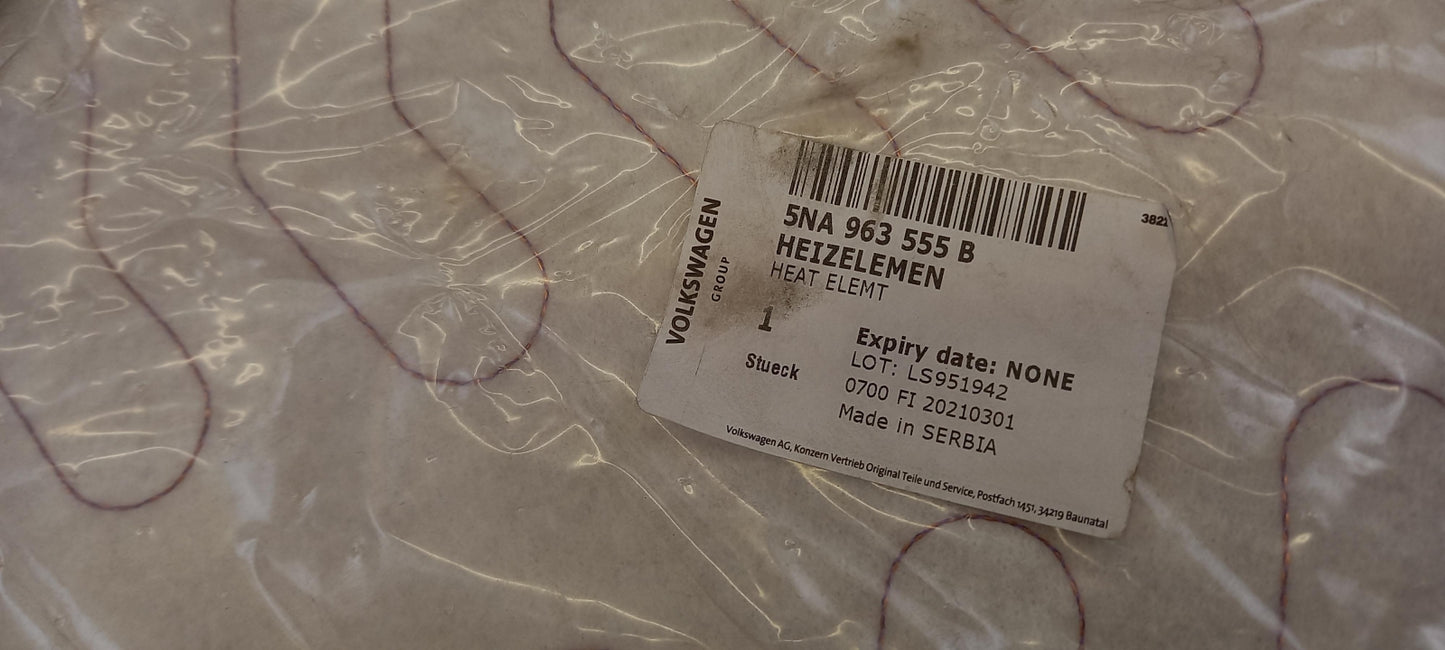 3822
5NA 963 555 B
HEIZELEMEN
HEAT ELEMT
VOLKSWAGEN
GROUP
1
Stueck
Expiry date: NONE
LOT: LS951942
0700 FI 20210301
Made in SERBIA
Volkswagen AG, Konzern Vertrieb Original Teile und Service, Postfach 1451, 34219 Baunatal